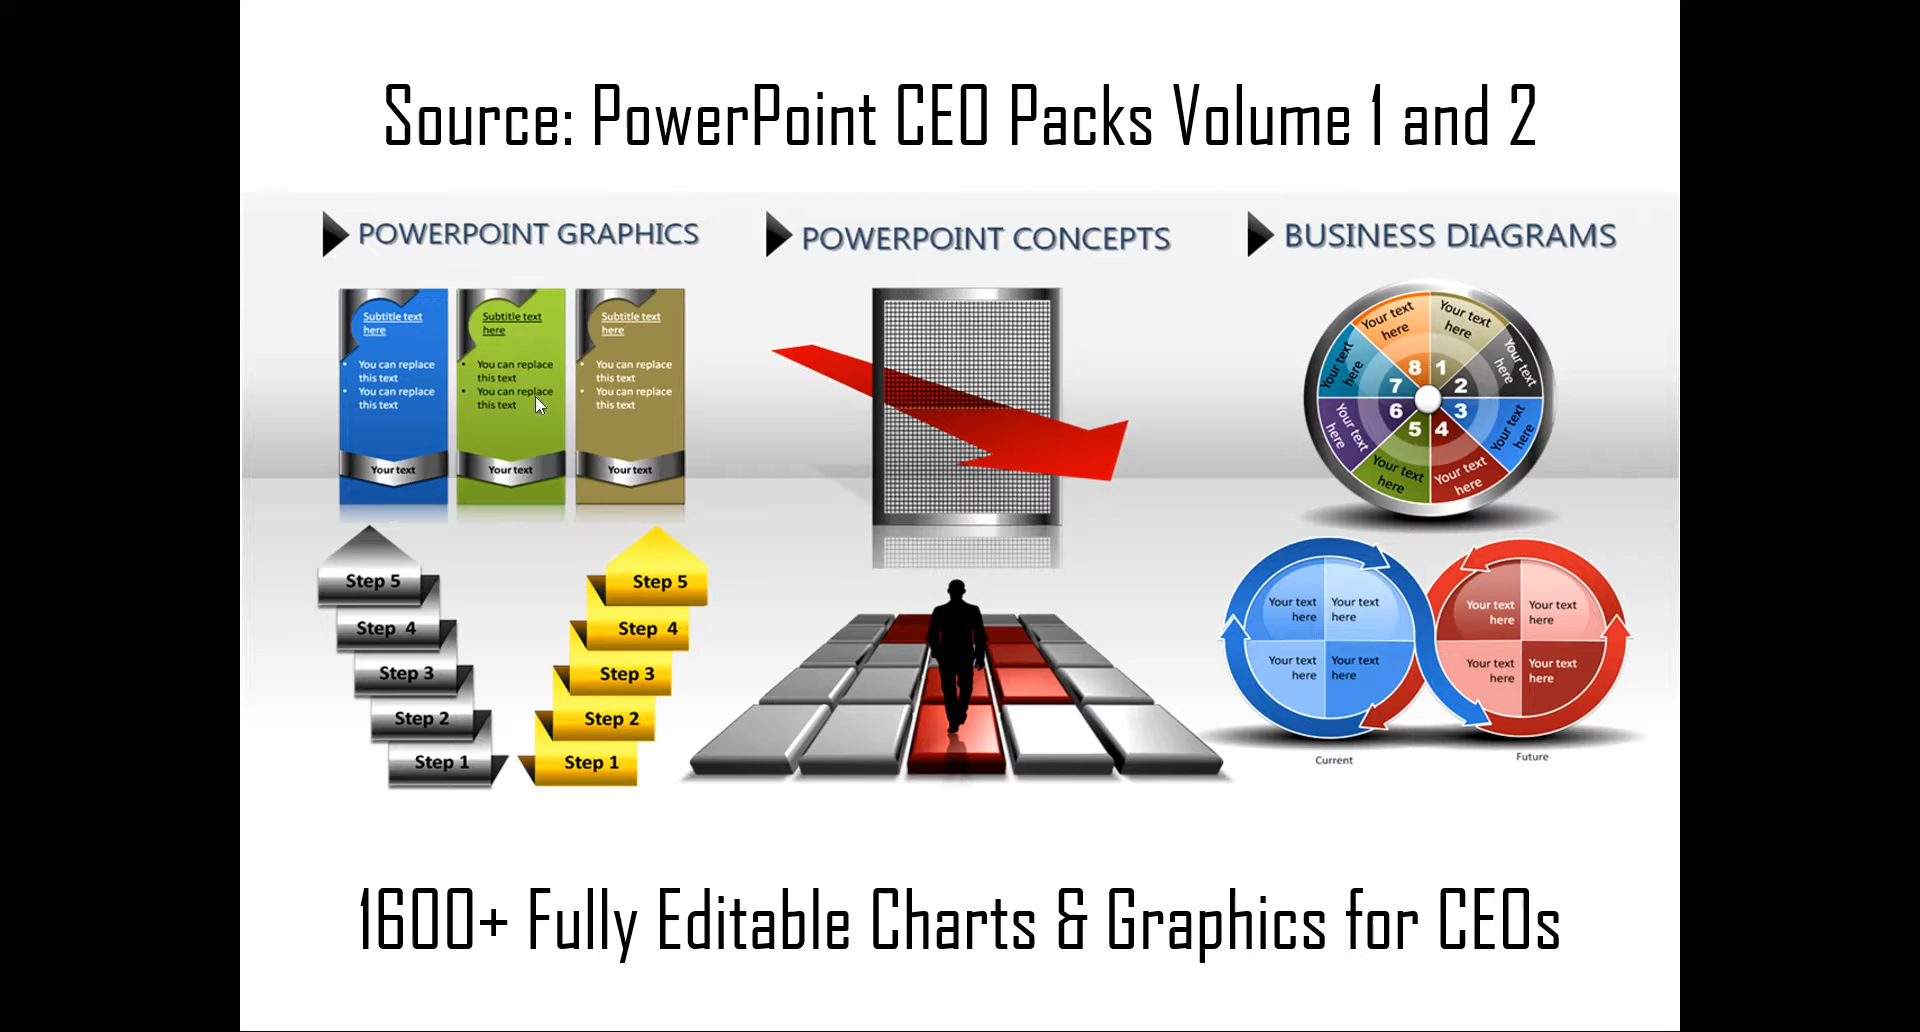 Source: PowerPoint CEO Packs Volume 1 and 2
POWERPOINT GRAPHICS
Subtitle text
here
• You can replace
this text
• You can replace
this text
Your text
Subtitle text
here
• You can replace
this text
• You can replace
this text
Your text
Subtitle text
here
• You can replace
this text
• You can replace
this text
Your text
Step 5
Step 4
Step 3
Step 2
Step 1
Step 5
Step 4
Step 3
Step 2
Step 1
POWERPOINT CONCEPTS
BUSINESS DIAGRAMS
Your text
here
1
Your text
here
2
Your text
here
3
Your text
here
4
Your text
here
5
Your text
here
6
Your text
here
7
Your text
here
8
Your text
here
Your text
here
Your text
here
Your text
here
Current
Your text
here
Your text
here
Your text
here
Your text
here
Future
1600+ Fully Editable Charts & Graphics for CEOs